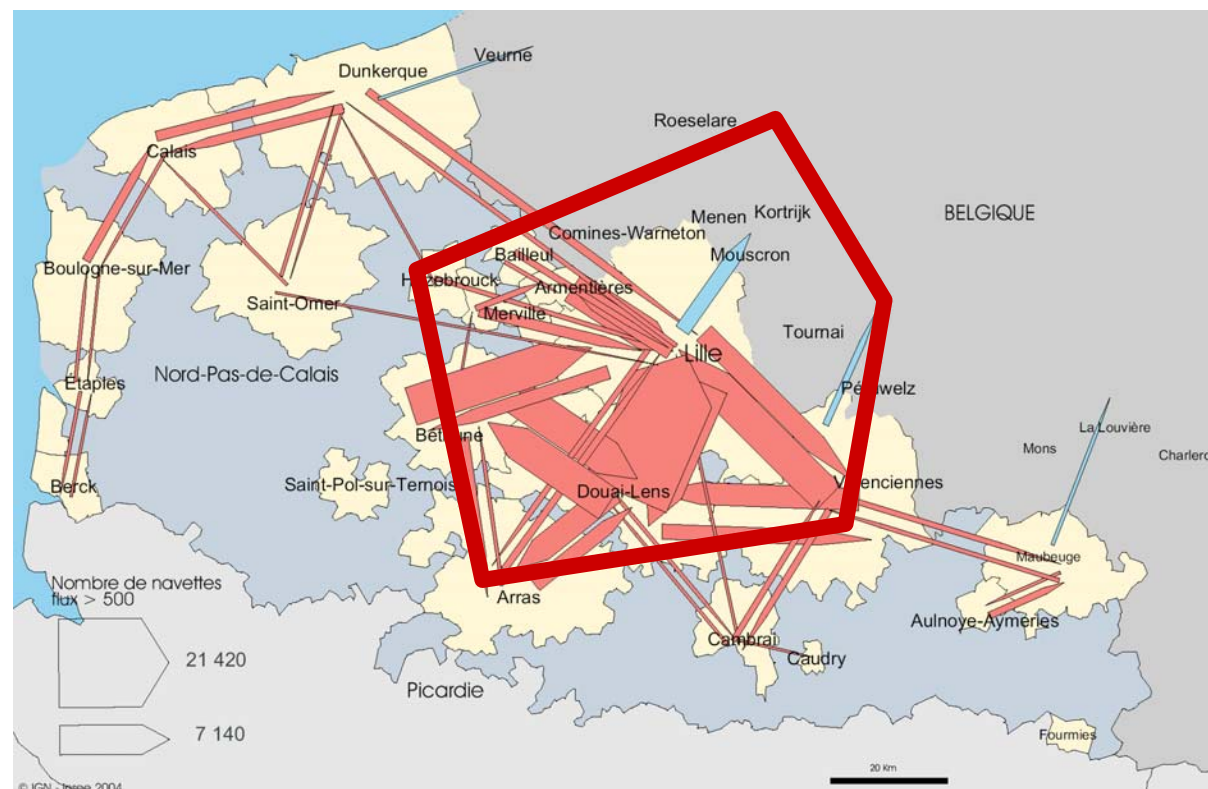 Veurne
Dunkerque
Roeselare
Calais
Menen
Kortrijk
BELGIQUE
Comines-Warneton
Bailleul
Mouscron
Boulogne-sur-Mer
Hazebrouck
Armentières
Saint-Omer
Merville
Tournai
Lille
Nord-Pas-de-Calais
Étaples
Péruwelz
La Louvière
Béthune
Mons
Charlerc
Berck
Saint-Pol-sur-Ternois
Douai-Lens
Valenciennes
Maubeuge
Nombre de navettes
flux > 500
Arras
Aulnoye-Aymeries
Cambrai
21 420
Caudry
Picardie
7 140
Fourmies
20 Km
© IGN - Insee 2004